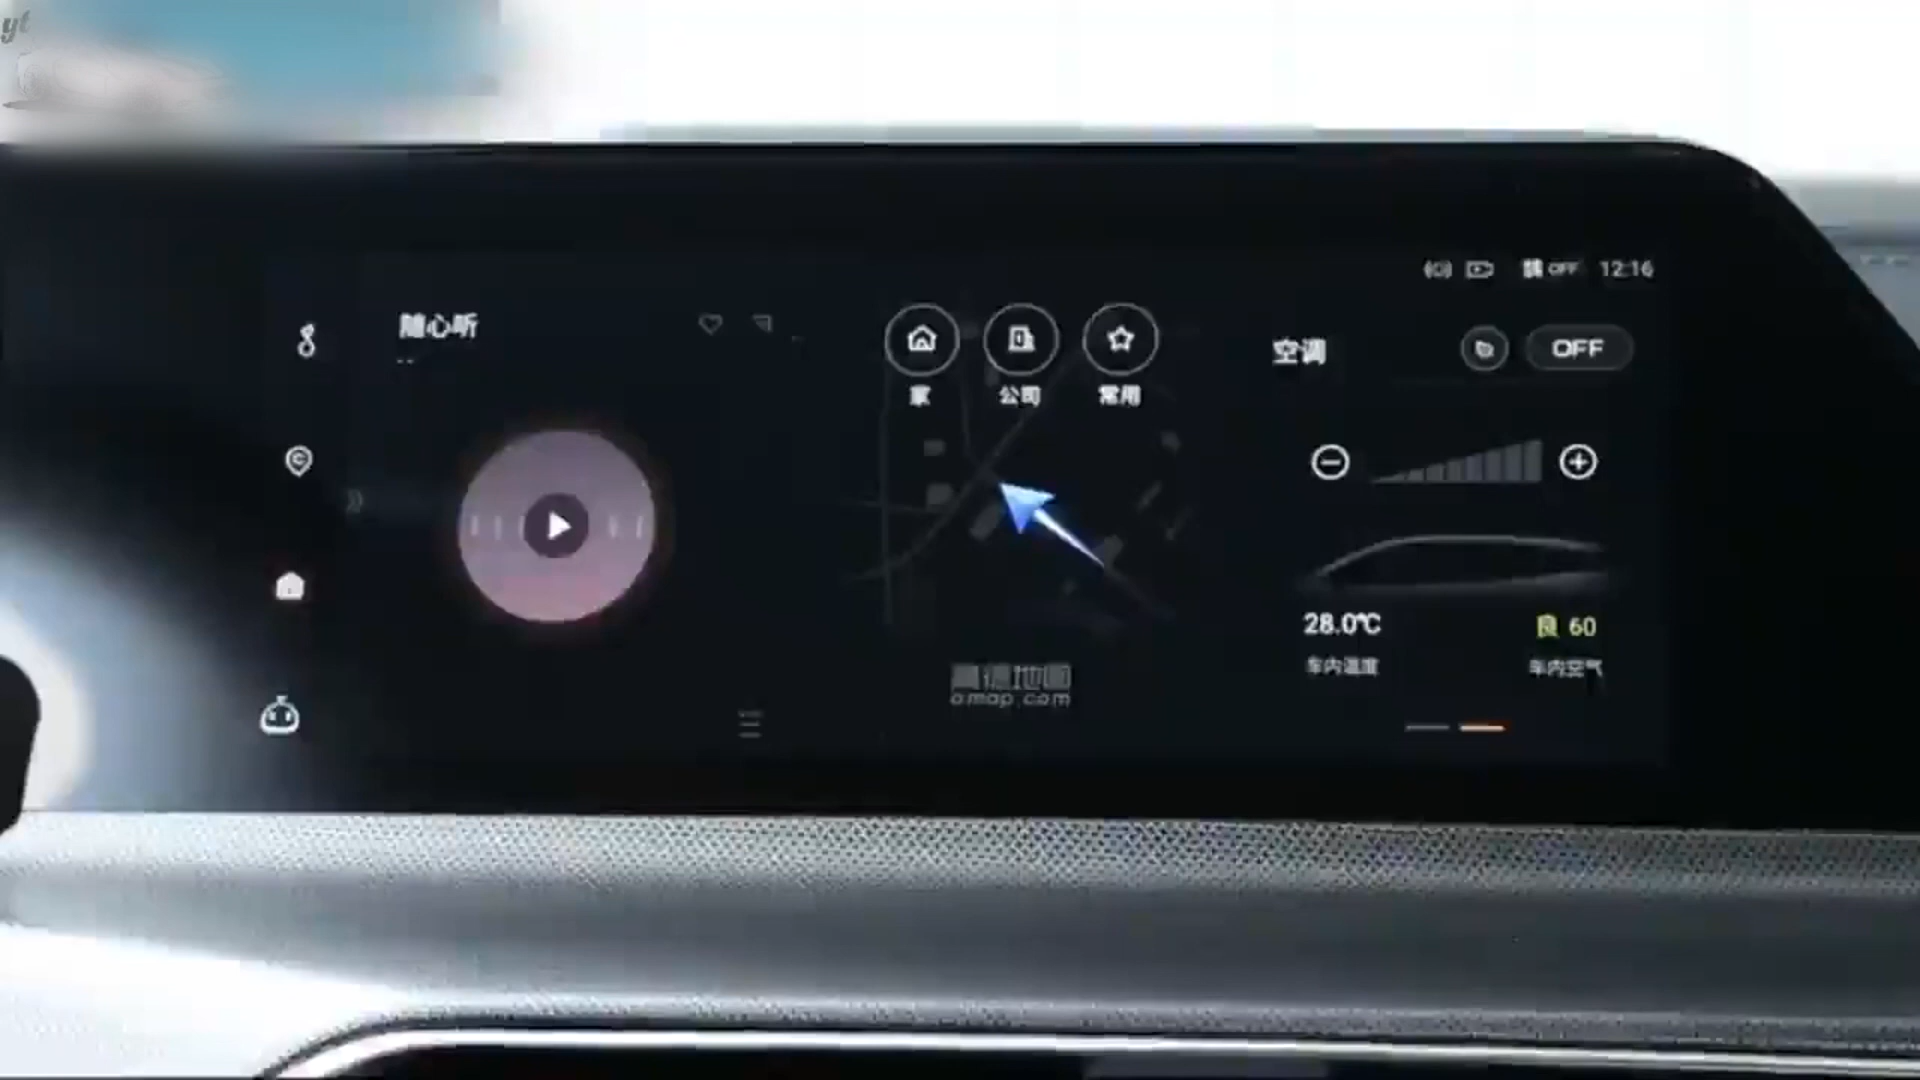 12:16
OFF
随心听
--
家
公司
常用
空调
OFF
28.0℃
良 60
车内温度
车内空气
高德地图
amap.com